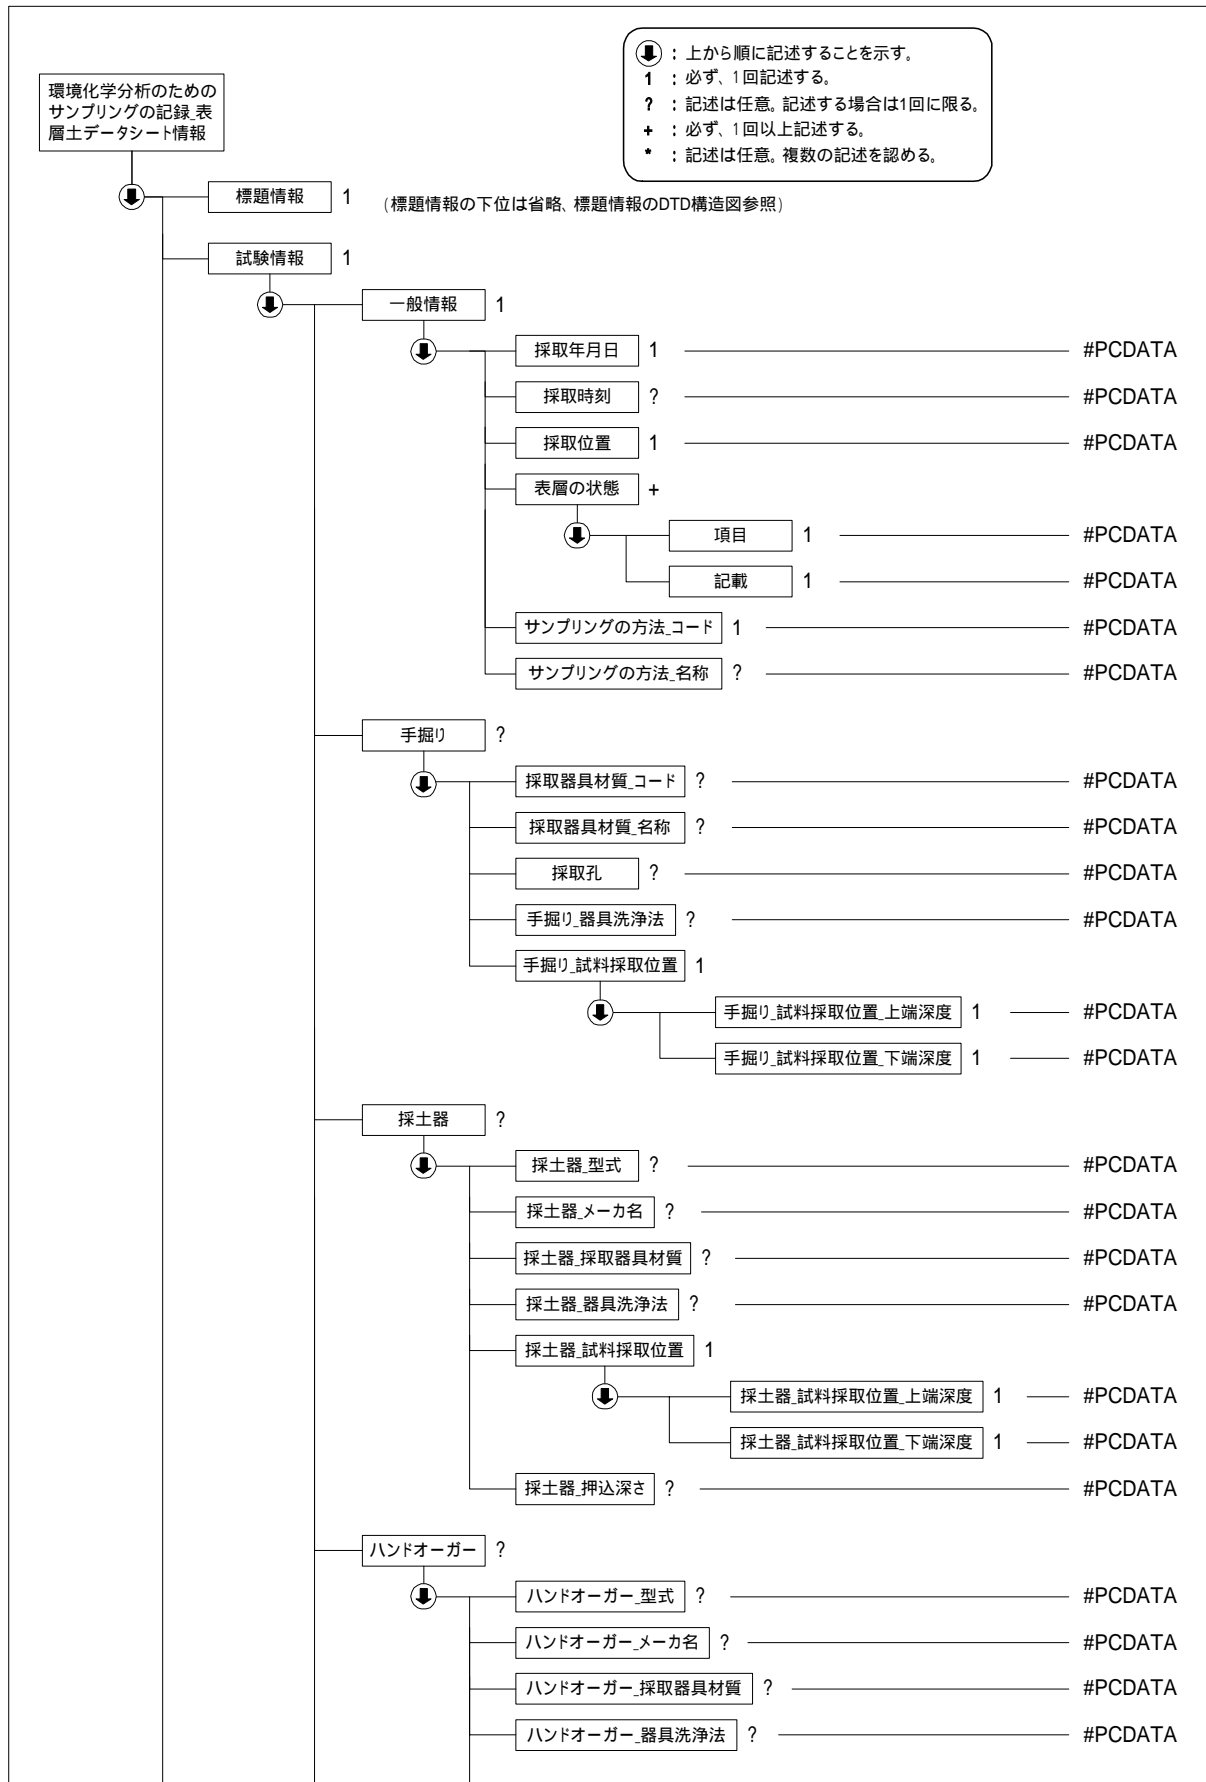 ：上から順に記述することを示す。
1 ：必ず、1回記述する。
? ：記述は任意。記述する場合は1回に限る。
+ ：必ず、1回以上記述する。
* ：記述は任意。複数の記述を認める。
環境化学分析のための
サンプリングの記録_表
層土データシート情報
標題情報 1 (標題情報の下位は省略、標題情報のDTD構造図参照)
試験情報 1
一般情報 1
採取年月日 1 #PCDATA
採取時刻 ? #PCDATA
採取位置 1 #PCDATA
表層の状態 +
項目 1 #PCDATA
記載 1 #PCDATA
サンプリングの方法_コード 1 #PCDATA
サンプリングの方法_名称 ? #PCDATA
手掘り ?
採取器具材質_コード ? #PCDATA
採取器具材質_名称 ? #PCDATA
採取孔 ? #PCDATA
手掘り_器具洗浄法 ? #PCDATA
手掘り_試料採取位置 1
手掘り_試料採取位置_上端深度 1 #PCDATA
手掘り_試料採取位置_下端深度 1 #PCDATA
採土器 ?
採土器_型式 ? #PCDATA
採土器_メーカ名 ? #PCDATA
採土器_採取器具材質 ? #PCDATA
採土器_器具洗浄法 ? #PCDATA
採土器_試料採取位置 1
採土器_試料採取位置_上端深度 1 #PCDATA
採土器_試料採取位置_下端深度 1 #PCDATA
採土器_押込深さ ? #PCDATA
ハンドオーガー ?
ハンドオーガー_型式 ? #PCDATA
ハンドオーガー_メーカ名 ? #PCDATA
ハンドオーガー_採取器具材質 ? #PCDATA
ハンドオーガー_器具洗浄法 ? #PCDATA